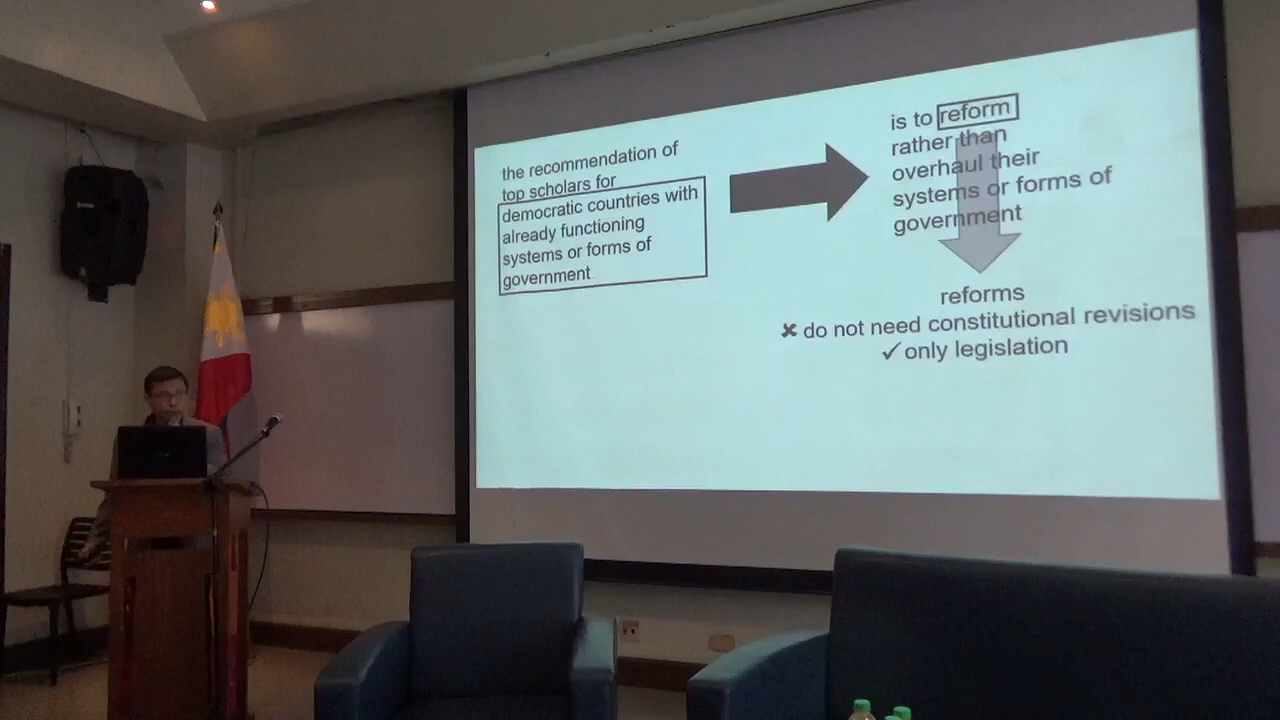 the recommendation of
top scholars for
democratic countries with
already functioning
systems or forms of
government
is to reform
rather than
overhaul their
systems or forms of
government
reforms
✘ do not need constitutional revisions
✓ only legislation